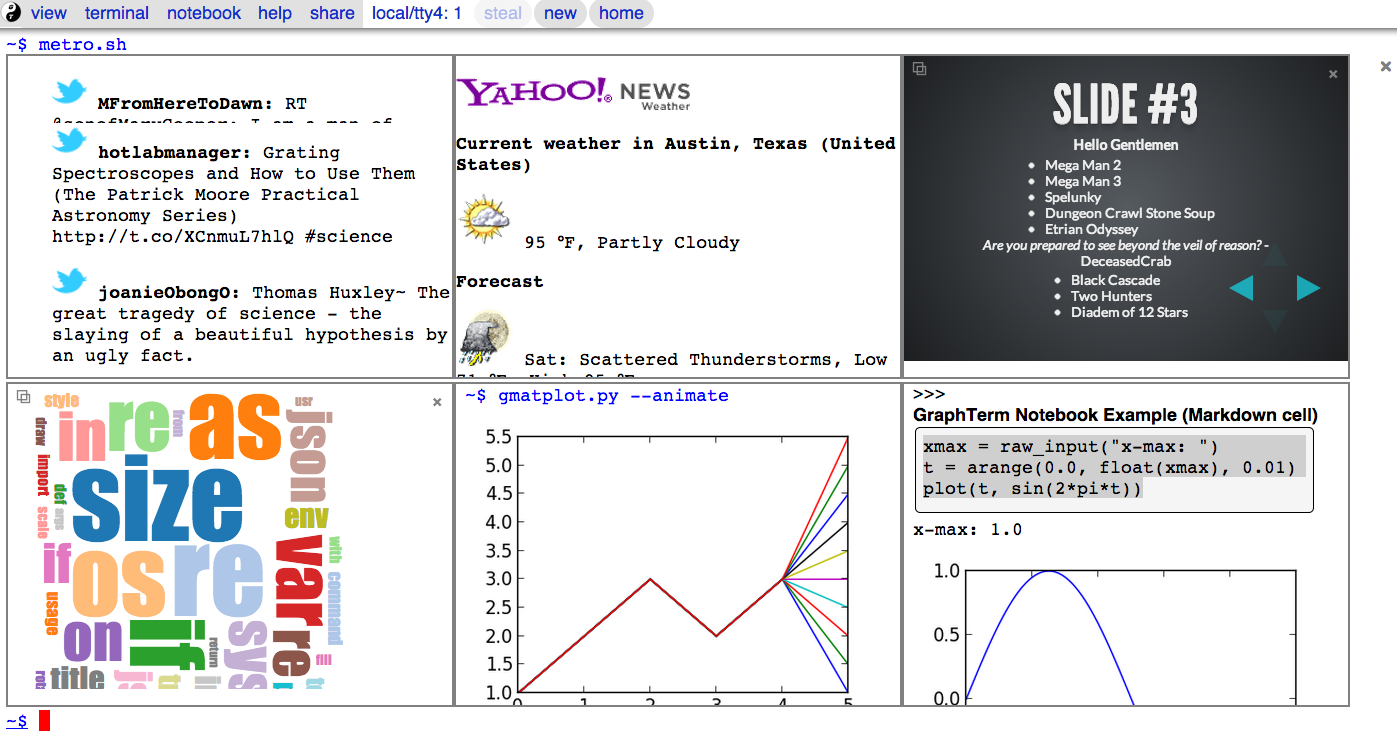 view terminal notebook help share local/tty4: 1 steal new home
~$ metro.sh
MFromHereToDawn: RT
hotlabmanager: Grating
Spectroscopes and How to Use Them
(The Patrick Moore Practical
Astronomy Series)
http://t.co/XCnmuL7hlQ #science
joanieObongO: Thomas Huxley~ The
great tragedy of science – the
slaying of a beautiful hypothesis by
an ugly fact.
YAHOO!® NEWS
Weather
Current weather in Austin, Texas (United
States)
95 °F, Partly Cloudy
Forecast
Sat: Scattered Thunderstorms, Low
SLIDE #3
Hello Gentlemen
• Mega Man 2
• Mega Man 3
• Spelunky
• Dungeon Crawl Stone Soup
• Etrian Odyssey
Are you prepared to see beyond the veil of reason? -
DeceasedCrab
• Black Cascade
• Two Hunters
• Diadem of 12 Stars
style
usr
in
re
from
as
json
draw
import
def
args
scale
size
env
if
os
re
var
with
command
usage
on
if
return
sys
re
fill
title
~$ gmatplot.py --animate
5.5
5.0
4.5
4.0
3.5
3.0
2.5
2.0
1.5
1.0
0 1 2 3 4 5
>>>
GraphTerm Notebook Example (Markdown cell)
xmax = raw_input("x-max: ")
t = arange(0.0, float(xmax), 0.01)
plot(t, sin(2*pi*t))
x-max: 1.0
1.0
0.5
0.0
~$